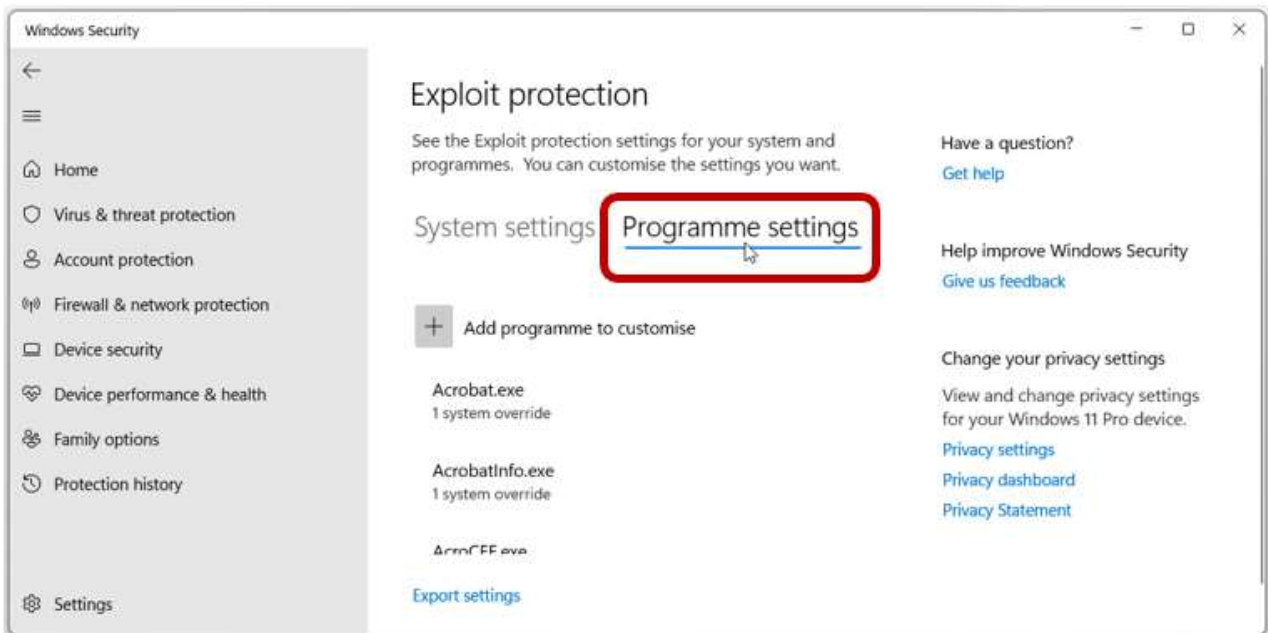 Windows Security
Home
Virus & threat protection
Account protection
Firewall & network protection
Device security
Device performance & health
Family options
Protection history
Settings
Exploit protection
See the Exploit protection settings for your system and
programmes. You can customise the settings you want.
System settings
Programme settings
Add programme to customise
Acrobat.exe
1 system override
AcrobatInfo.exe
1 system override
AcroCEF.exe
Export settings
Have a question?
Get help
Help improve Windows Security
Give us feedback
Change your privacy settings
View and change privacy settings
for your Windows 11 Pro device.
Privacy settings
Privacy dashboard
Privacy Statement